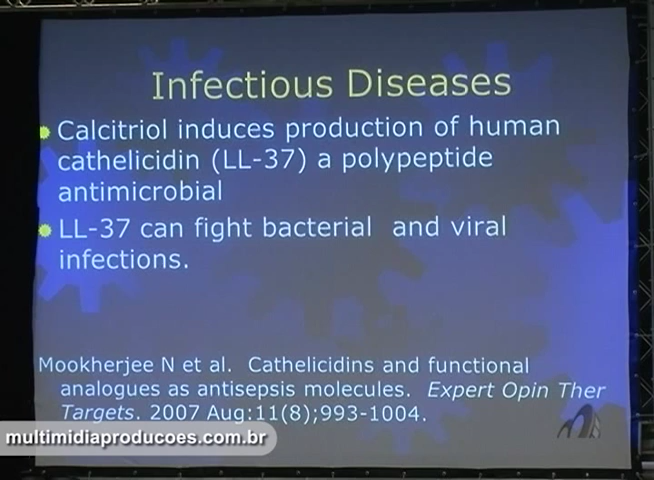 Infectious Diseases
Calcitriol induces production of human
cathelicidin (LL-37) a polypeptide
antimicrobial
LL-37 can fight bacterial and viral
infections.
Mookherjee N et al. Cathelicidins and functional
analogues as antisepsis molecules. Expert Opin Ther
Targets. 2007 Aug:11(8);993-1004.
multimidiaproducoes.com.br